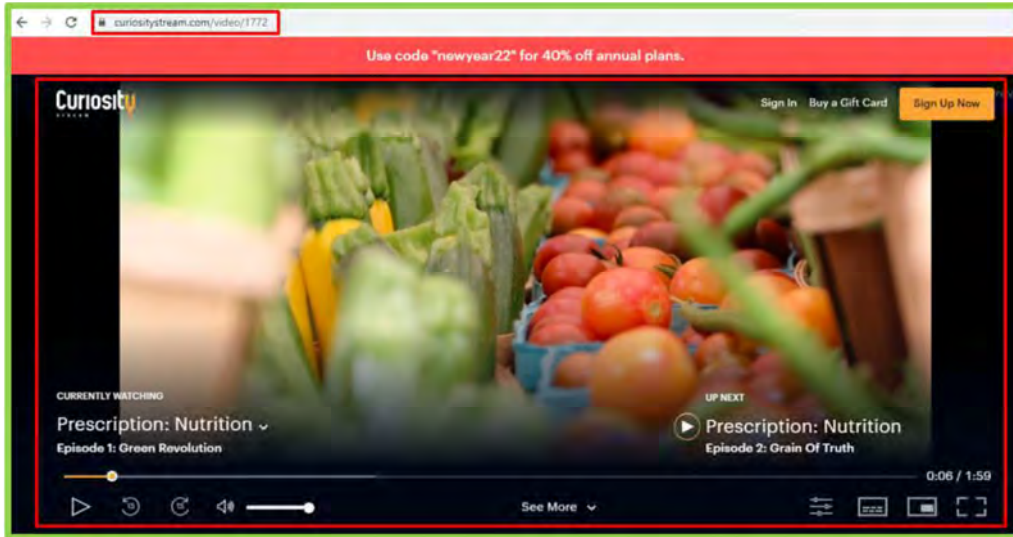 curiositystream.com/video/1772
Use code "newyear22" for 40% off annual plans.
Curiosity
STREAM
Sign In Buy a Gift Card Sign Up Now
CURRENTLY WATCHING
UP NEXT
Prescription: Nutrition
Prescription: Nutrition
Episode 1: Green Revolution
Episode 2: Grain Of Truth
0:06 / 1:59
See More